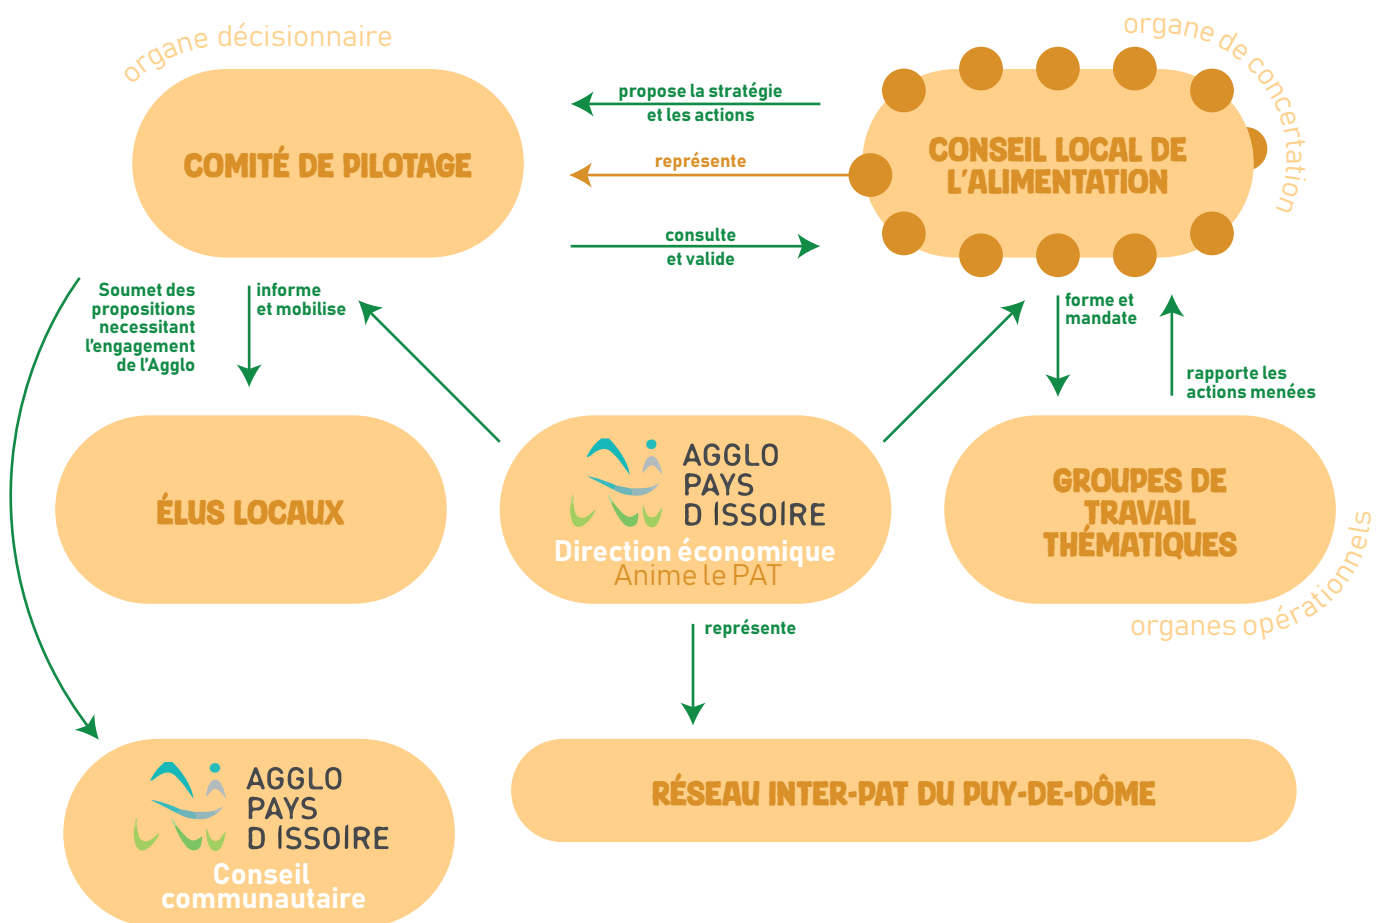 organe décisionnaire
COMITÉ DE PILOTAGE
propose la stratégie
et les actions
représente
consulte
et valide
organe de concertation
CONSEIL LOCAL DE
L'ALIMENTATION
Soumet des
propositions
necessitant
l'engagement
de l'Agglo
informe
et mobilise
forme et
mandate
rapporte les
actions menées
ÉLUS LOCAUX
AGGLO
PAYS
D ISSOIRE
Direction économique
Anime le PAT
GROUPES DE
TRAVAIL
THÉMATIQUES
organes opérationnels
représente
AGGLO
PAYS
D ISSOIRE
Conseil
communautaire
RÉSEAU INTER-PAT DU PUY-DE-DÔME